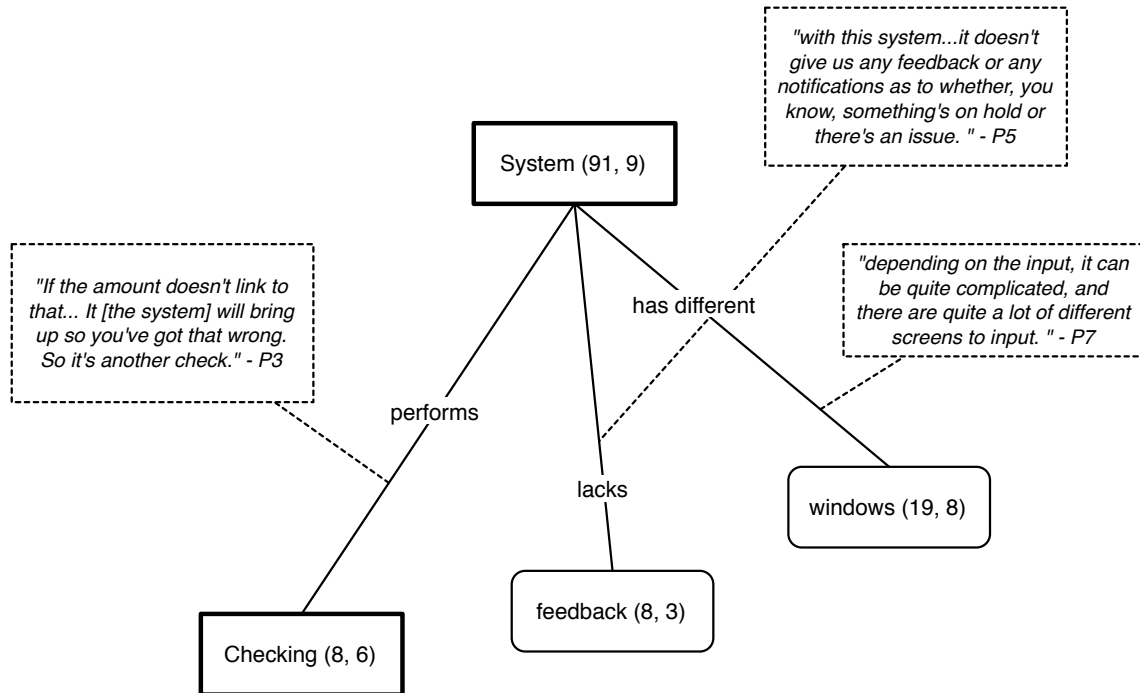 "with this system...it doesn't
give us any feedback or any
notifications as to whether, you
know, something's on hold or
there's an issue. " - P5
System (91, 9)
"If the amount doesn't link to
that... It [the system] will bring
up so you've got that wrong.
So it's another check." - P3
"depending on the input, it can
be quite complicated, and
there are quite a lot of different
screens to input. " - P7
has different
performs
lacks
windows (19, 8)
feedback (8, 3)
Checking (8, 6)